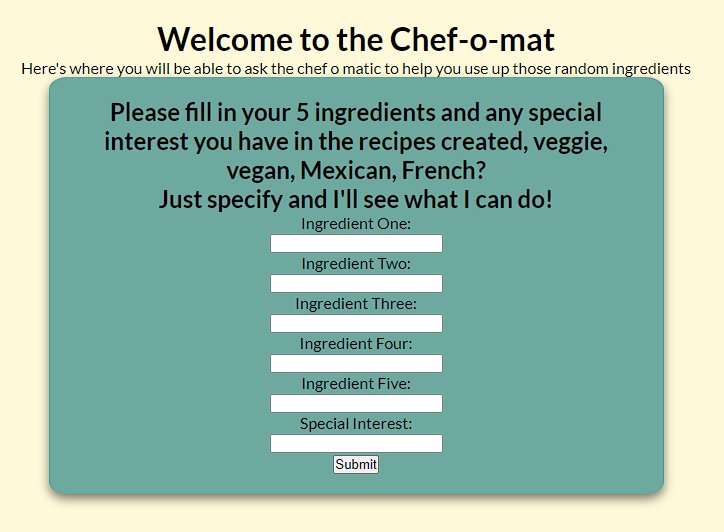 Welcome to the Chef-o-mat
Here's where you will be able to ask the chef o matic to help you use up those random ingredients
Please fill in your 5 ingredients and any special
interest you have in the recipes created, veggie,
vegan, Mexican, French?
Just specify and I'll see what I can do!
Ingredient One:
Ingredient Two:
Ingredient Three:
Ingredient Four:
Ingredient Five:
Special Interest:
Submit